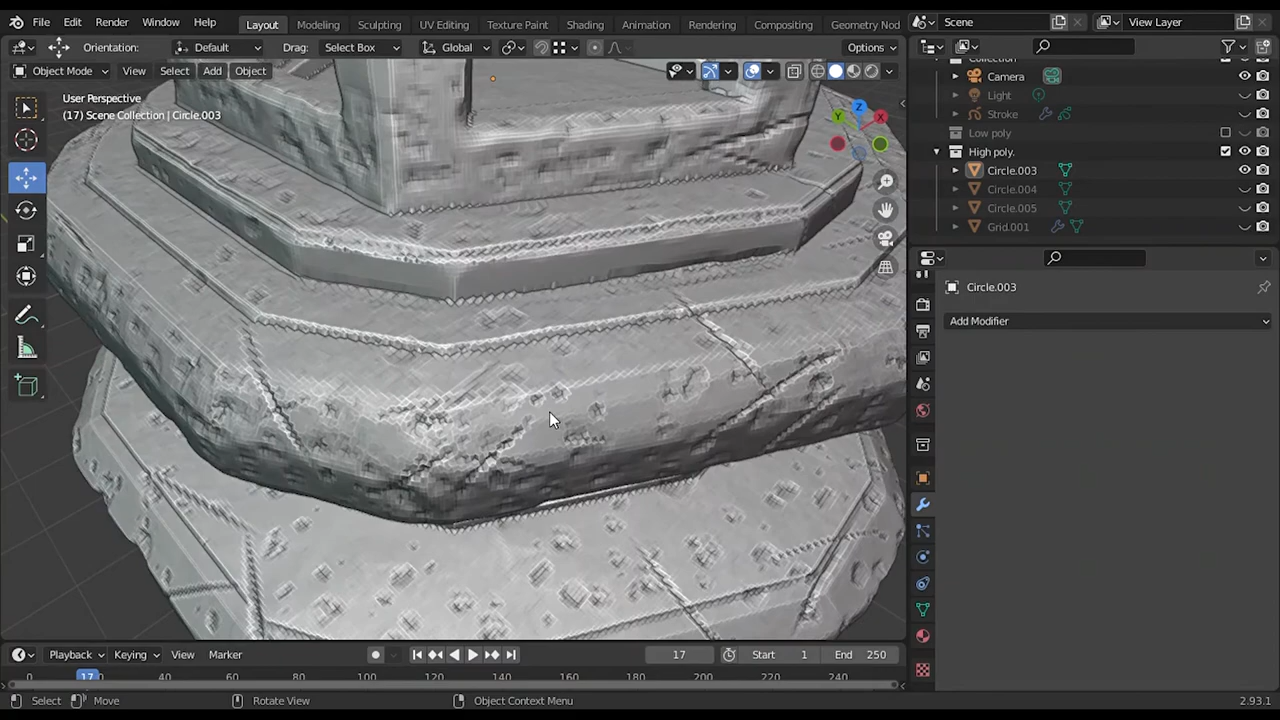 File Edit Render Window Help Layout Modeling Sculpting UV Editing Texture Paint Shading Animation Rendering Compositing Geometry Nod Scene View Layer
Orientation: Default Drag: Select Box Global Options
Object Mode View Select Add Object
User Perspective
(17) Scene Collection | Circle.003
Z
Y
X
Collection
Camera
Light
Stroke
Low poly
High poly.
Circle.003
Circle.004
Circle.005
Grid.001
Circle.003
Add Modifier
Playback Keying View Marker 17 Start 1 End 250
0 17 40 60 80 100 120 140 160 180 200 220 240
Select Move Rotate View Object Context Menu 2.93.1